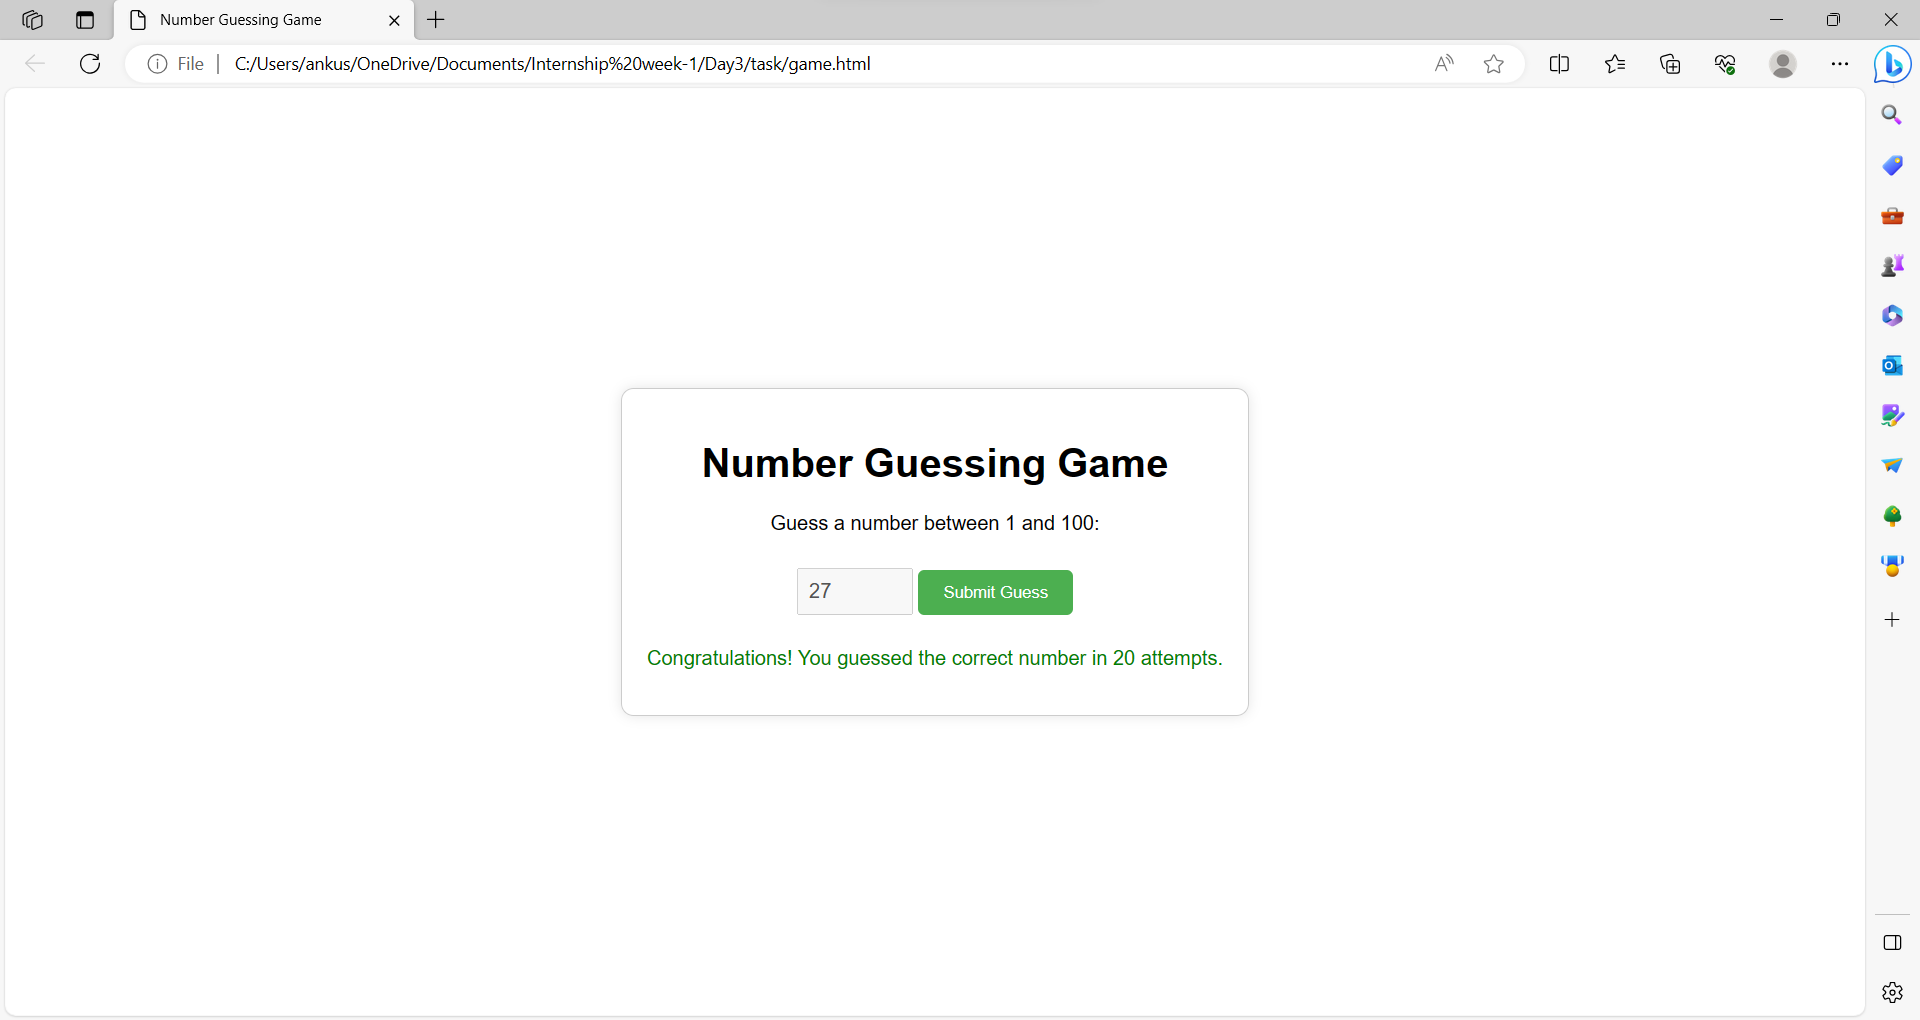 Number Guessing Game
File
C:/Users/ankus/OneDrive/Documents/Internship%20week-1/Day3/task/game.html
Number Guessing Game
Guess a number between 1 and 100:
27
Submit Guess
Congratulations! You guessed the correct number in 20 attempts.